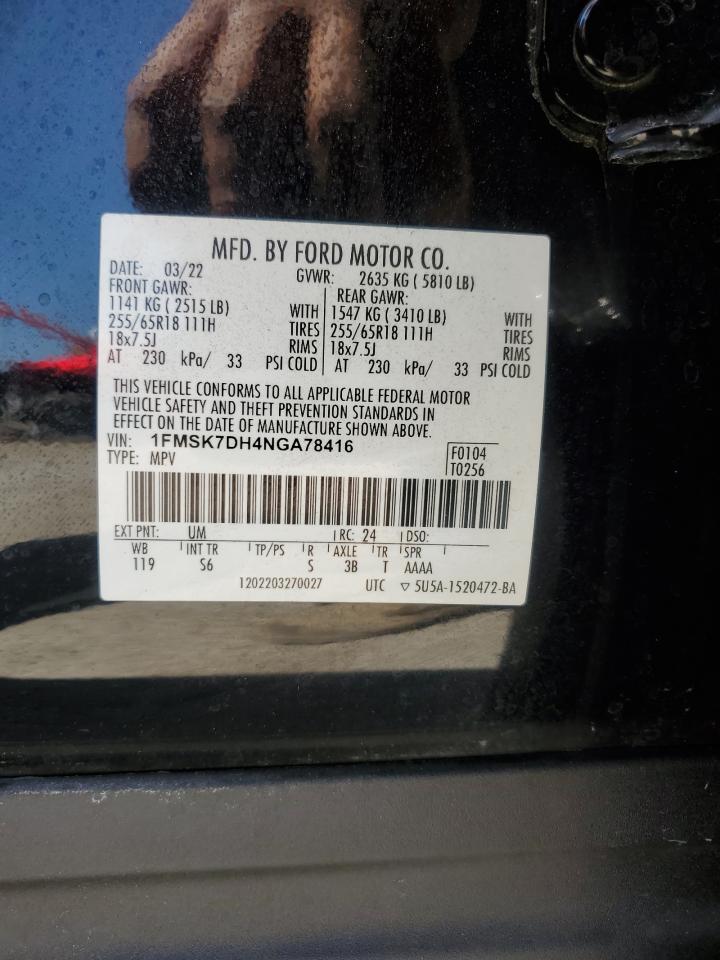 MFD. BY FORD MOTOR CO.
DATE: 03/22 GVWR: 2635 KG ( 5810 LB)
FRONT GAWR: REAR GAWR:
1141 KG ( 2515 LB) WITH 1547 KG ( 3410 LB) WITH
255/65R18 111H TIRES 255/65R18 111H TIRES
18x7.5J RIMS 18x7.5J RIMS
AT 230 kPa/ 33 PSI COLD AT 230 kPa/ 33 PSI COLD
THIS VEHICLE CONFORMS TO ALL APPLICABLE FEDERAL MOTOR
VEHICLE SAFETY AND THEFT PREVENTION STANDARDS IN
EFFECT ON THE DATE OF MANUFACTURE SHOWN ABOVE.
VIN: 1FMSK7DH4NGA78416
TYPE: MPV
F0104
T0256
EXT PNT: UM RC: 24 DSO:
WB INT TR TP/PS R AXLE TR SPR
119 S6 S 3B T AAAA
1202203270027 UTC ▽ 5U5A-1520472-BA